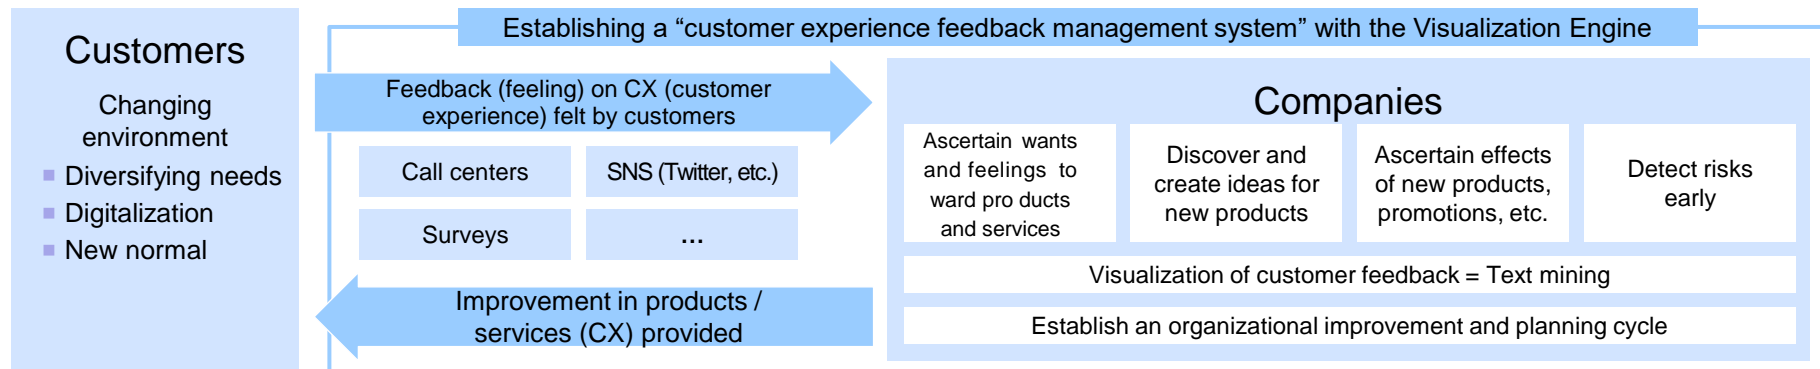 Establishing a “customer experience feedback management system” with the Visualization Engine
Customers
Changing
environment
Diversifying needs
Digitalization
New normal
Feedback (feeling) on CX (customer
experience) felt by customers
Call centers
SNS (Twitter, etc.)
Surveys
...
Improvement in products /
services (CX) provided
Companies
Ascertain wants
and feelings to
ward pro ducts
and services
Discover and
create ideas for
new products
Ascertain effects
of new products,
promotions, etc.
Detect risks
early
Visualization of customer feedback = Text mining
Establish an organizational improvement and planning cycle